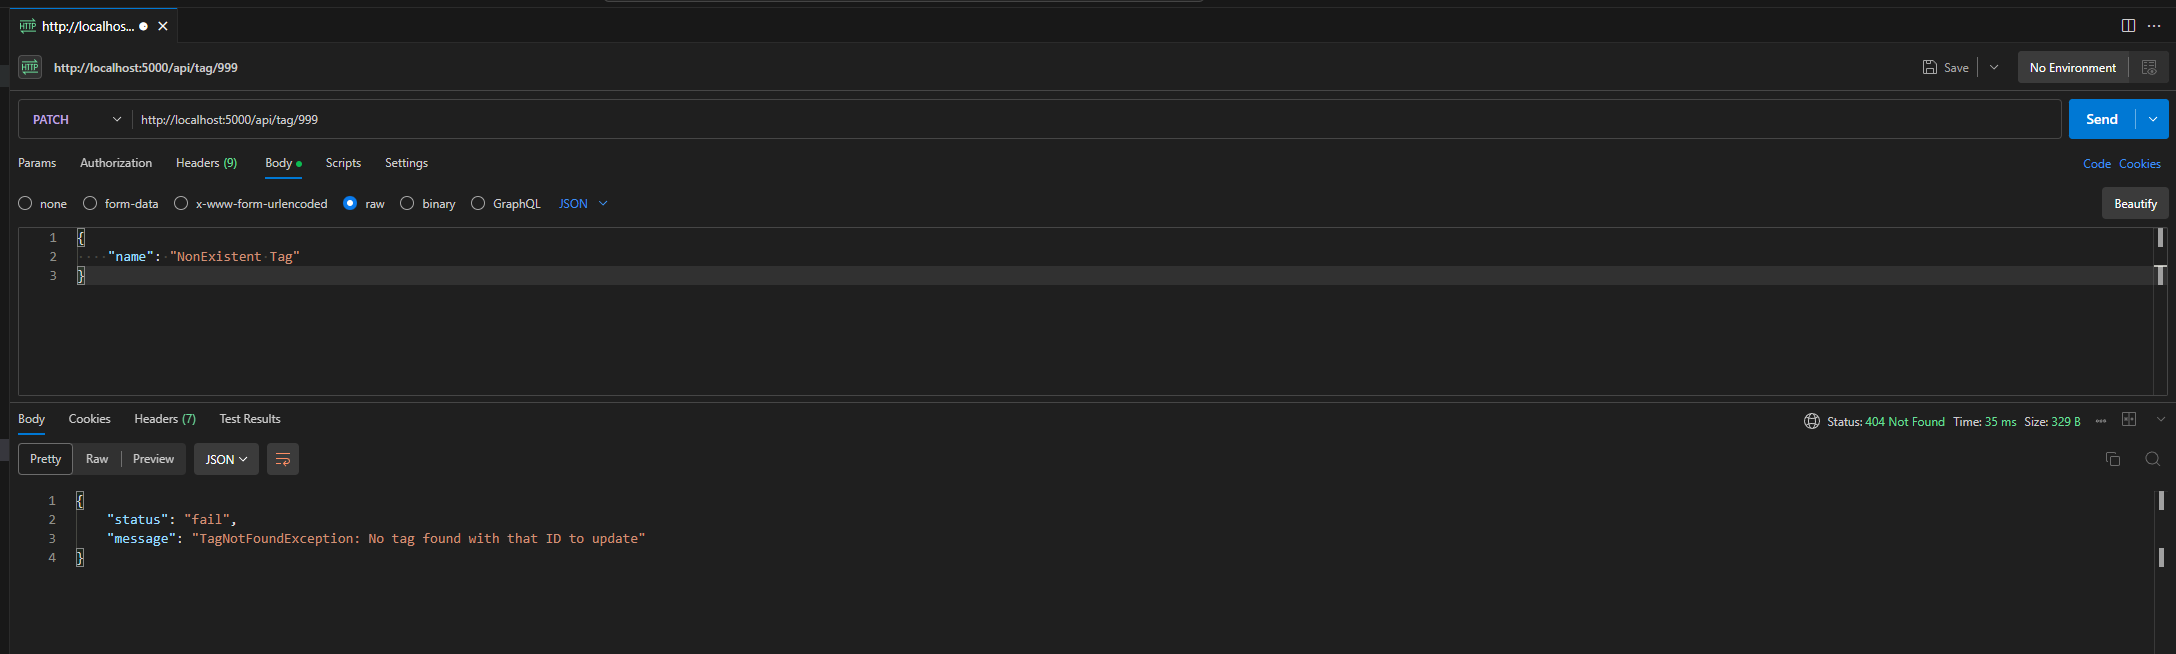 HTTP http://localhos...
HTTP http://localhost:5000/api/tag/999
Save
No Environment
PATCH http://localhost:5000/api/tag/999
Send
Params Authorization Headers (9) Body Scripts Settings
Code Cookies
none form-data x-www-form-urlencoded raw binary GraphQL JSON
Beautify
1 {
2 "name": "NonExistent Tag"
3 }
Body Cookies Headers (7) Test Results
Status: 404 Not Found Time: 35 ms Size: 329 B
Pretty Raw Preview JSON
1 {
2 "status": "fail",
3 "message": "TagNotFoundException: No tag found with that ID to update"
4 }